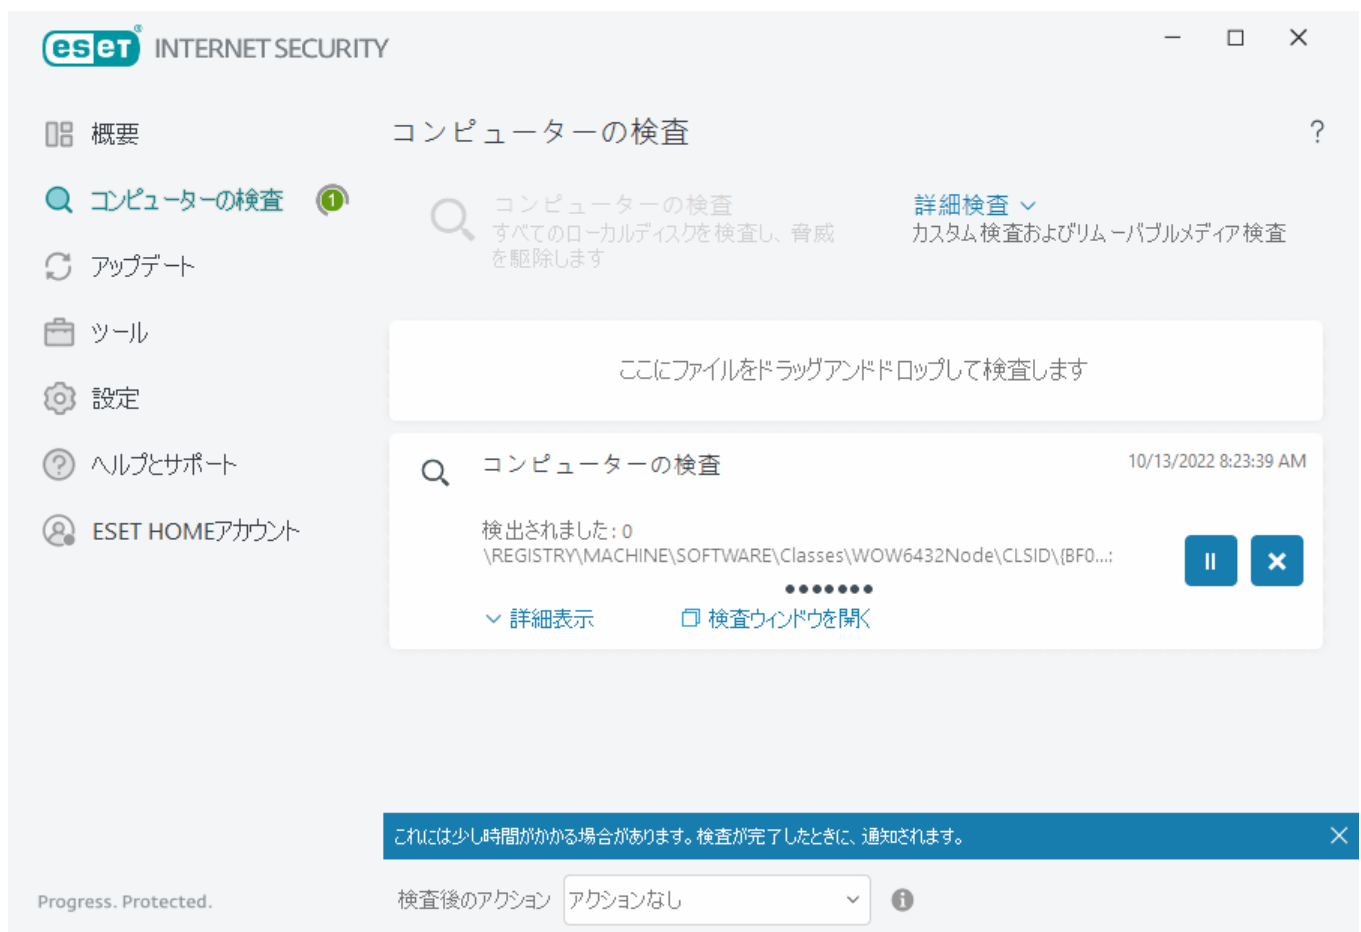 eset® INTERNET SECURITY
概要
コンピューターの検査 1
アップデート
ツール
設定
ヘルプとサポート
ESET HOMEアカウント
Progress. Protected.
コンピューターの検査
?
コンピューターの検査
すべてのローカルディスクを検査し、脅威
を駆除します
詳細検査
カスタム検査およびリムーバブルメディア検査
ここにファイルをドラッグアンドドロップして検査します
コンピューターの検査
10/13/2022 8:23:39 AM
検出されました: 0
\REGISTRY\MACHINE\SOFTWARE\Classes\WOW6432Node\CLSID\{BF0...:
詳細表示
検査ウィンドウを開く
これには少し時間がかかる場合があります。検査が完了したときに、通知されます。
検査後のアクション アクションなし